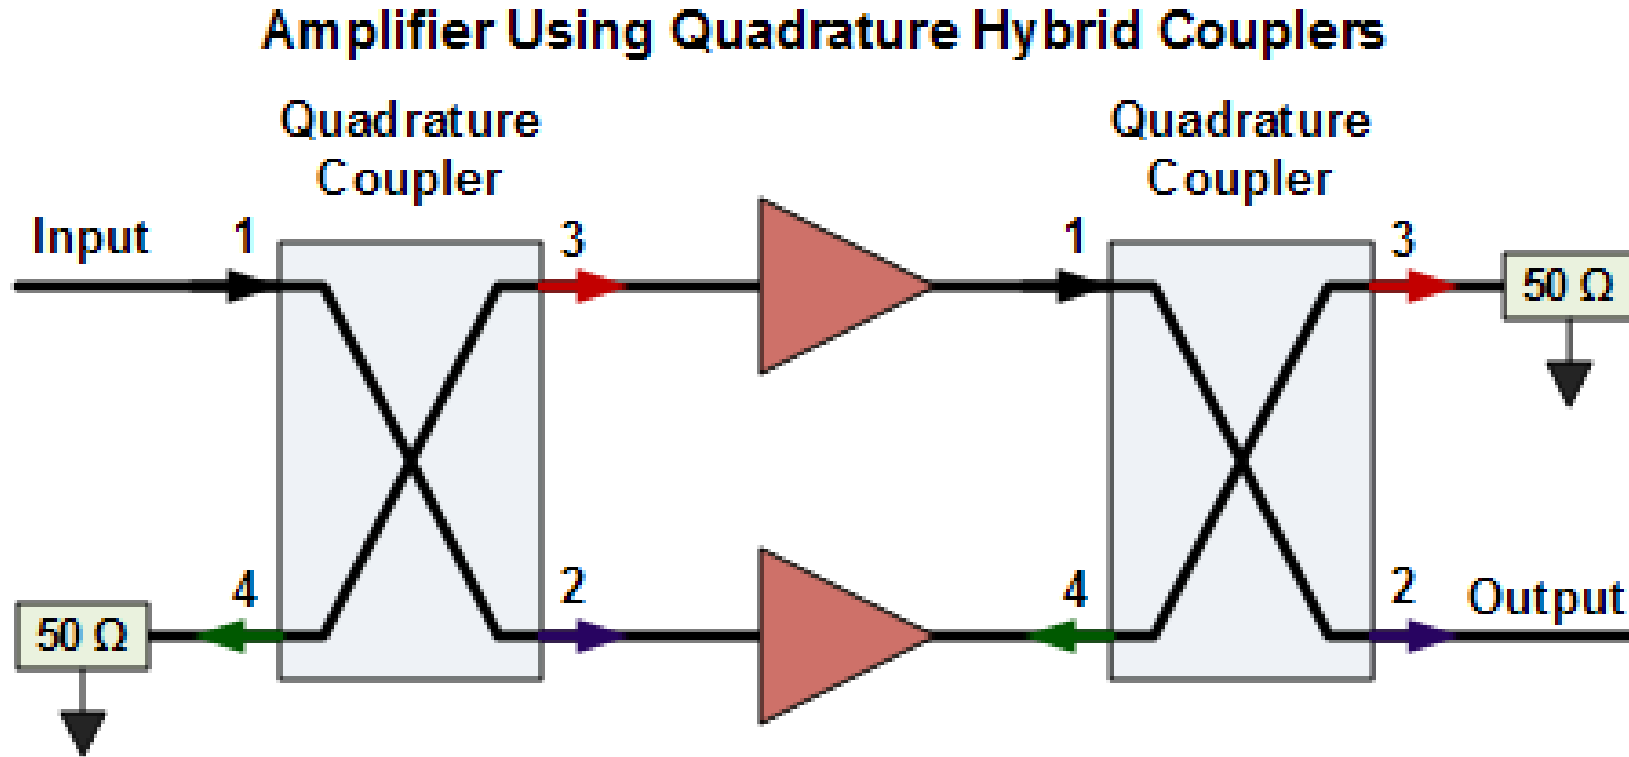 Amplifier Using Quadrature Hybrid Couplers
Quadrature
Coupler
Quadrature
Coupler
Input
1
3
1
3
50 Ω
4
2
4
2
Output
50 Ω